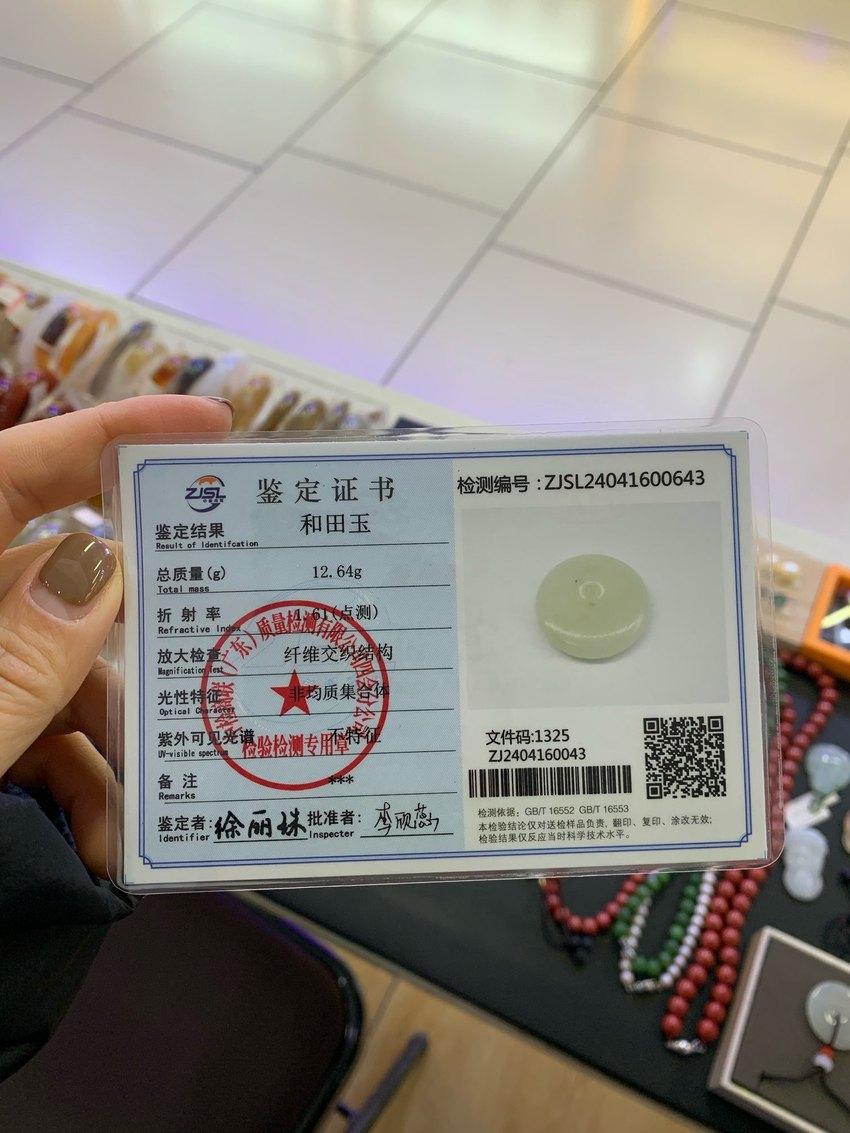 ZJSL
鉴定证书
鉴定结果 和田玉
Result of Identifcation
总质量(g) 12.64g
Total mass
折射率 1.61(点测)
Refractive Index
放大检查 纤维交织结构
Magnification Test
光性特征 非均质集合体
Optical Character
紫外可见光谱 不特征
UV-visible spectrum
备注 ***
Remarks
鉴定者: 徐丽珠 批准者:
Identifier Inspector
检验检测专用章
检测编号:ZJSL24041600643
文件码:1325
ZJ2404160043
检测依据: GB/T 16552 GB/T 16553
本检验结论仅对送检样品负责, 翻印、复印、涂改无效;
检验结果仅反应当时科学技术水平。